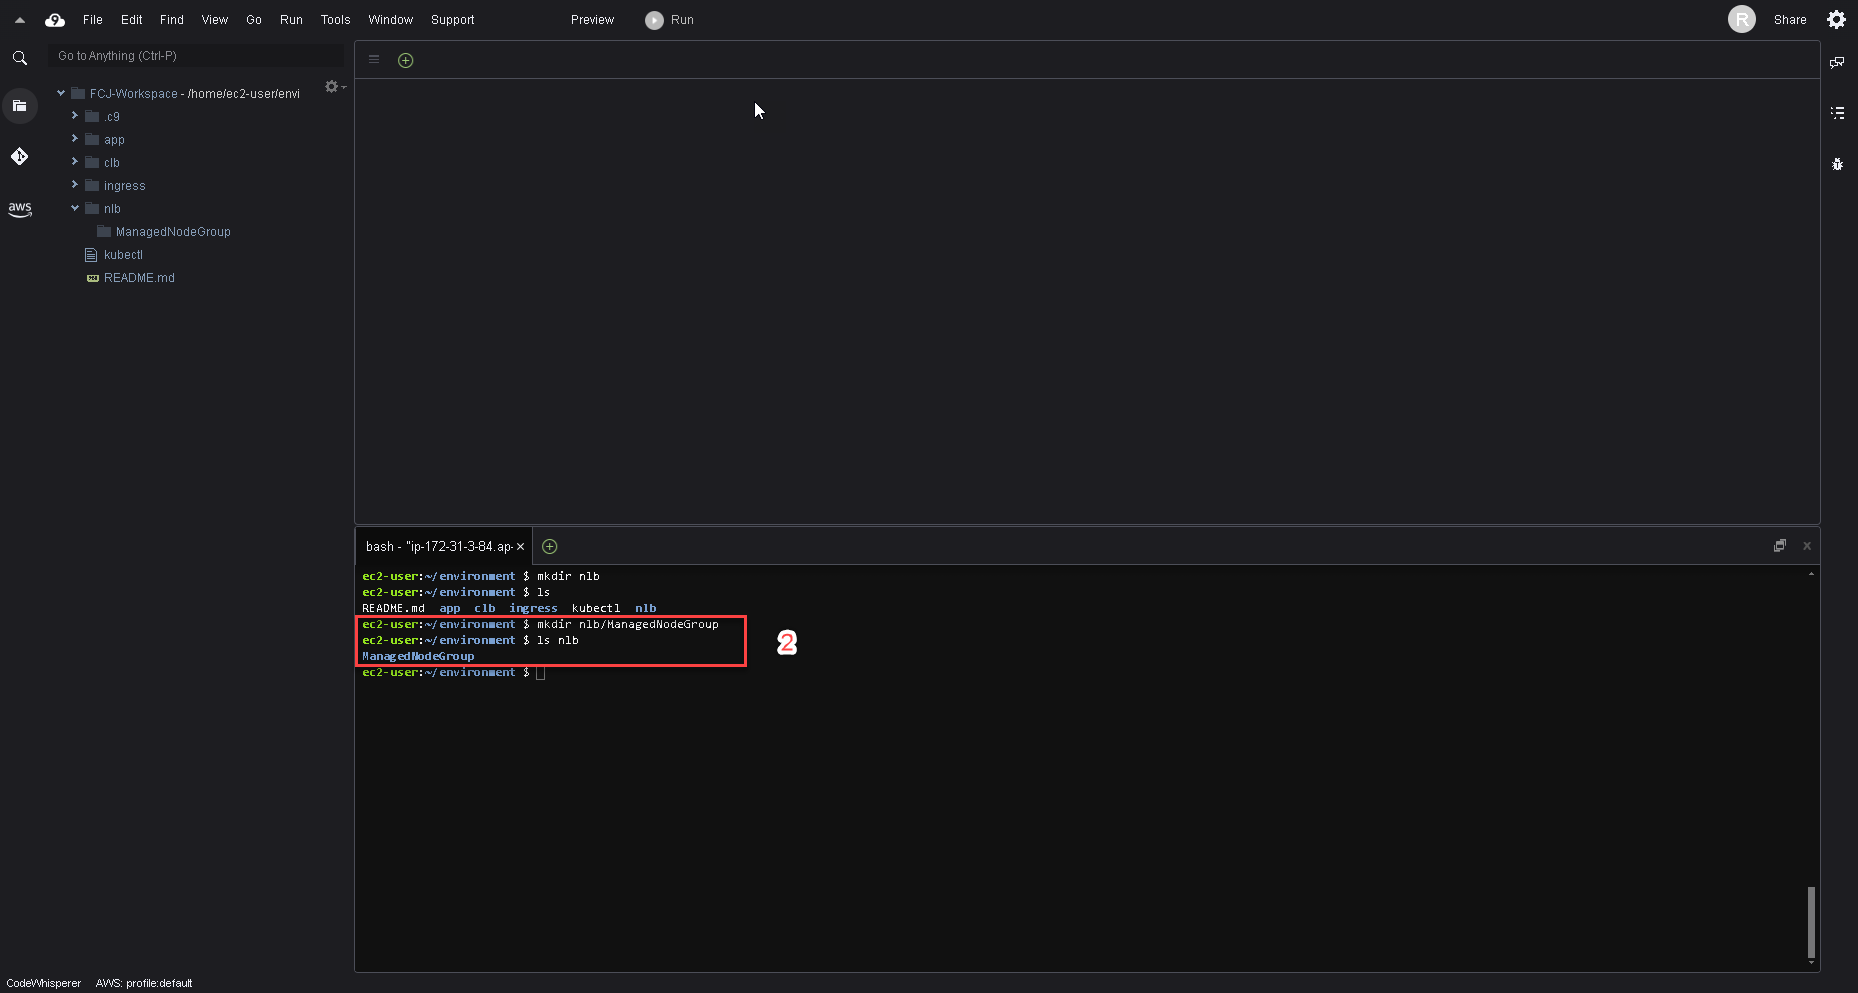 9 File Edit Find View Go Run Tools Window Support Preview Run R Share
Go to Anything (Ctrl-P)
FCJ-Workspace - /home/ec2-user/envi
.c9
app
clb
ingress
nlb
ManagedNodeGroup
kubectl
README.md
aws
bash - "ip-172-31-3-84.ap-
ec2-user:~/environment $ mkdir nlb
ec2-user:~/environment $ ls
README.md app clb ingress kubectl nlb
ec2-user:~/environment $ mkdir nlb/ManagedNodeGroup
ec2-user:~/environment $ ls nlb
ManagedNodeGroup
ec2-user:~/environment $
2
CodeWhisperer AWS: profile:default